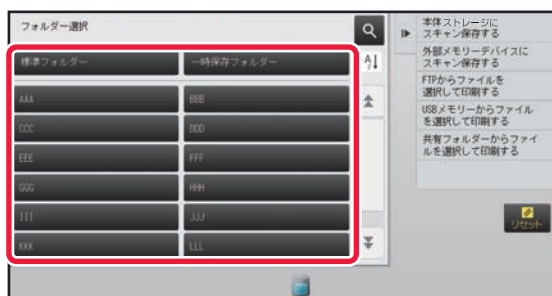 フォルダー選択
標準フォルダー
一時保存フォルダー
AAA
BBB
CCC
DDD
EEE
FFF
GGG
HHH
III
JJJ
KKK
LLL
本体ストレージに
スキャン保存する
外部メモリーデバイスに
スキャン保存する
FTPからファイルを
選択して印刷する
USBメモリーからファイル
を選択して印刷する
共有フォルダーからファイ
ルを選択して印刷する
リセット